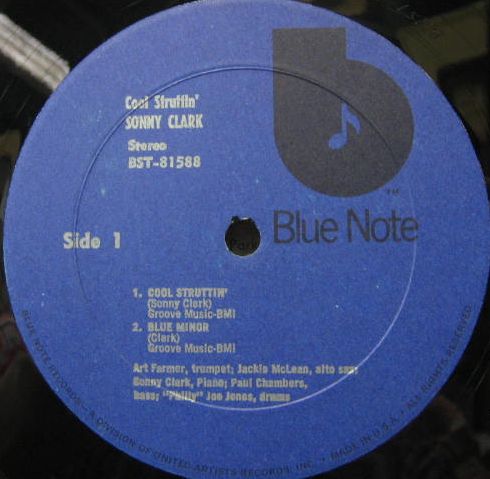 Cool Struttin'
SONNY CLARK
Stereo
BST-81588
b
TM
Blue Note
Side 1
1. COOL STRUTTIN'
(Sonny Clark)
Groove Music-BMI
2. BLUE MINOR
(Clark)
Groove Music-BMI
Art Farmer, trumpet; Jackie McLean, alto sax;
Sonny Clark, Piano; Paul Chambers,
bass; "Philly" Joe Jones, drums
BLUE NOTE RECORDS • A DIVISION OF UNITED ARTISTS RECORDS, INC. • MADE IN U.S.A. • ALL RIGHTS RESERVED.